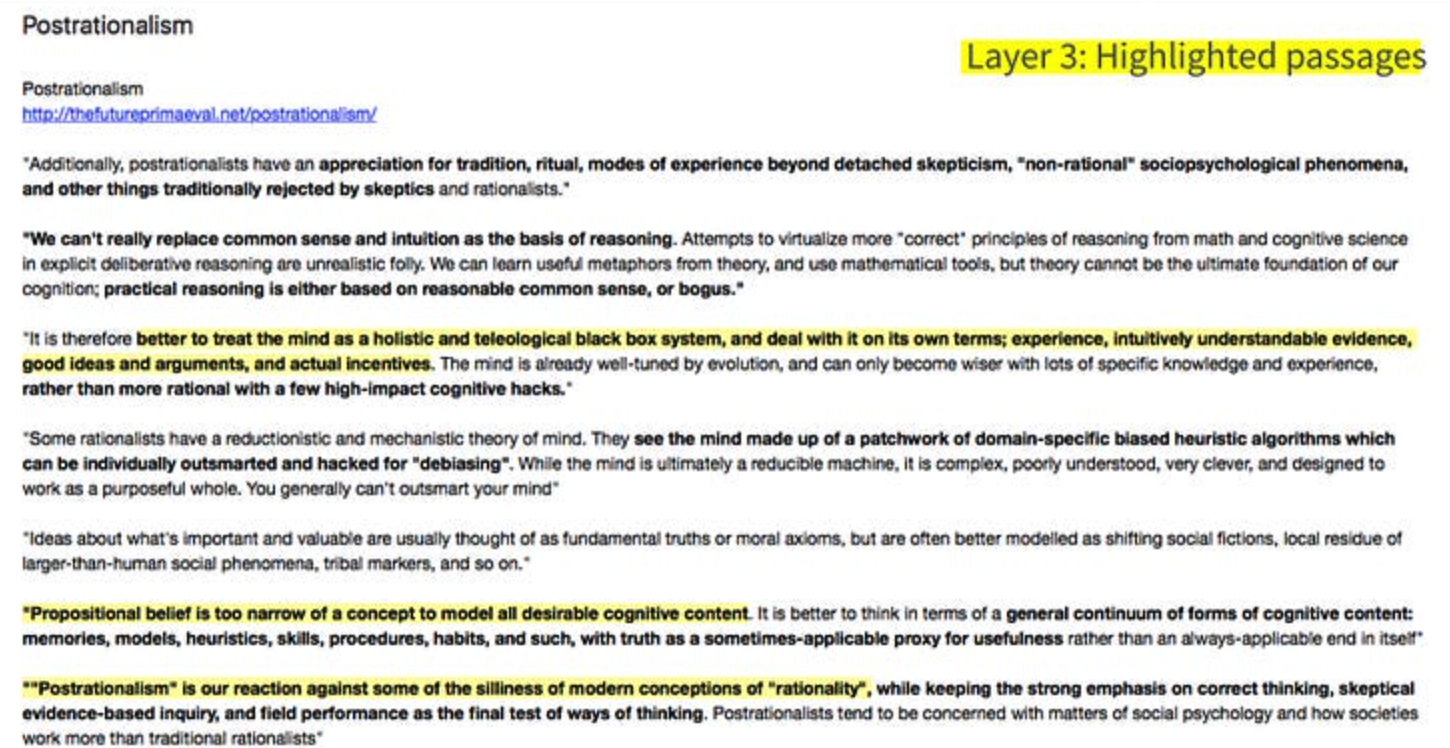 Postrationalism
Layer 3: Highlighted passages
Postrationalism
http://thefutureprimaeval.net/postrationalism/
"Additionally, postrationalists have an appreciation for tradition, ritual, modes of experience beyond detached skepticism, "non-rational" sociopsychological phenomena,
and other things traditionally rejected by skeptics and rationalists."
"We can't really replace common sense and intuition as the basis of reasoning. Attempts to virtualize more "correct" principles of reasoning from math and cognitive science
in explicit deliberative reasoning are unrealistic folly. We can learn useful metaphors from theory, and use mathematical tools, but theory cannot be the ultimate foundation of our
cognition; practical reasoning is either based on reasonable common sense, or bogus."
"It is therefore better to treat the mind as a holistic and teleological black box system, and deal with it on its own terms; experience, intuitively understandable evidence,
good ideas and arguments, and actual incentives. The mind is already well-tuned by evolution, and can only become wiser with lots of specific knowledge and experience,
rather than more rational with a few high-impact cognitive hacks."
"Some rationalists have a reductionistic and mechanistic theory of mind. They see the mind made up of a patchwork of domain-specific biased heuristic algorithms which
can be individually outsmarted and hacked for "debiasing". While the mind is ultimately a reducible machine, it is complex, poorly understood, very clever, and designed to
work as a purposeful whole. You generally can't outsmart your mind"
"Ideas about what's important and valuable are usually thought of as fundamental truths or moral axioms, but are often better modelled as shifting social fictions, local residue of
larger-than-human social phenomena, tribal markers, and so on."
"Propositional belief is too narrow of a concept to model all desirable cognitive content. It is better to think in terms of a general continuum of forms of cognitive content:
memories, models, heuristics, skills, procedures, habits, and such, with truth as a sometimes-applicable proxy for usefulness rather than an always-applicable end in itself"
""Postrationalism" is our reaction against some of the silliness of modern conceptions of "rationality", while keeping the strong emphasis on correct thinking, skeptical
evidence-based inquiry, and field performance as the final test of ways of thinking. Postrationalists tend to be concerned with matters of social psychology and how societies
work more than traditional rationalists"